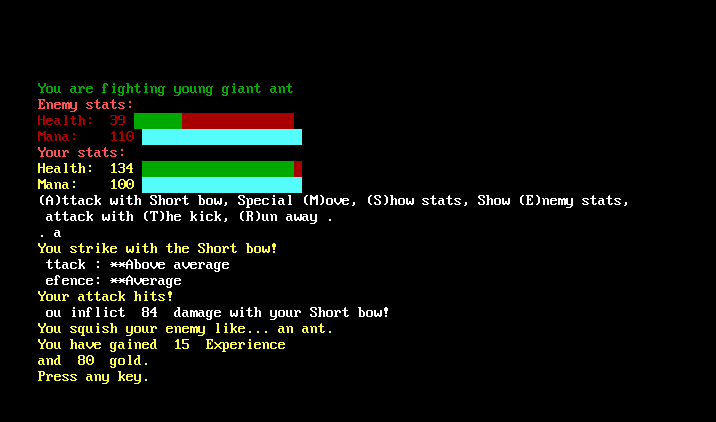 You are fighting young giant ant
Enemy stats:
Health: 39
Mana: 110
Your stats:
Health: 134
Mana: 100
(A)ttack with Short bow, Special (M)ove, (S)how stats, Show (E)nemy stats,
attack with (T)he kick, (R)un away .
. a
You strike with the Short bow!
ttack : **Above average
efence: **Average
Your attack hits!
ou inflict 84 damage with your Short bow!
You squish your enemy like... an ant.
You have gained 15 Experience
and 80 gold.
Press any key.